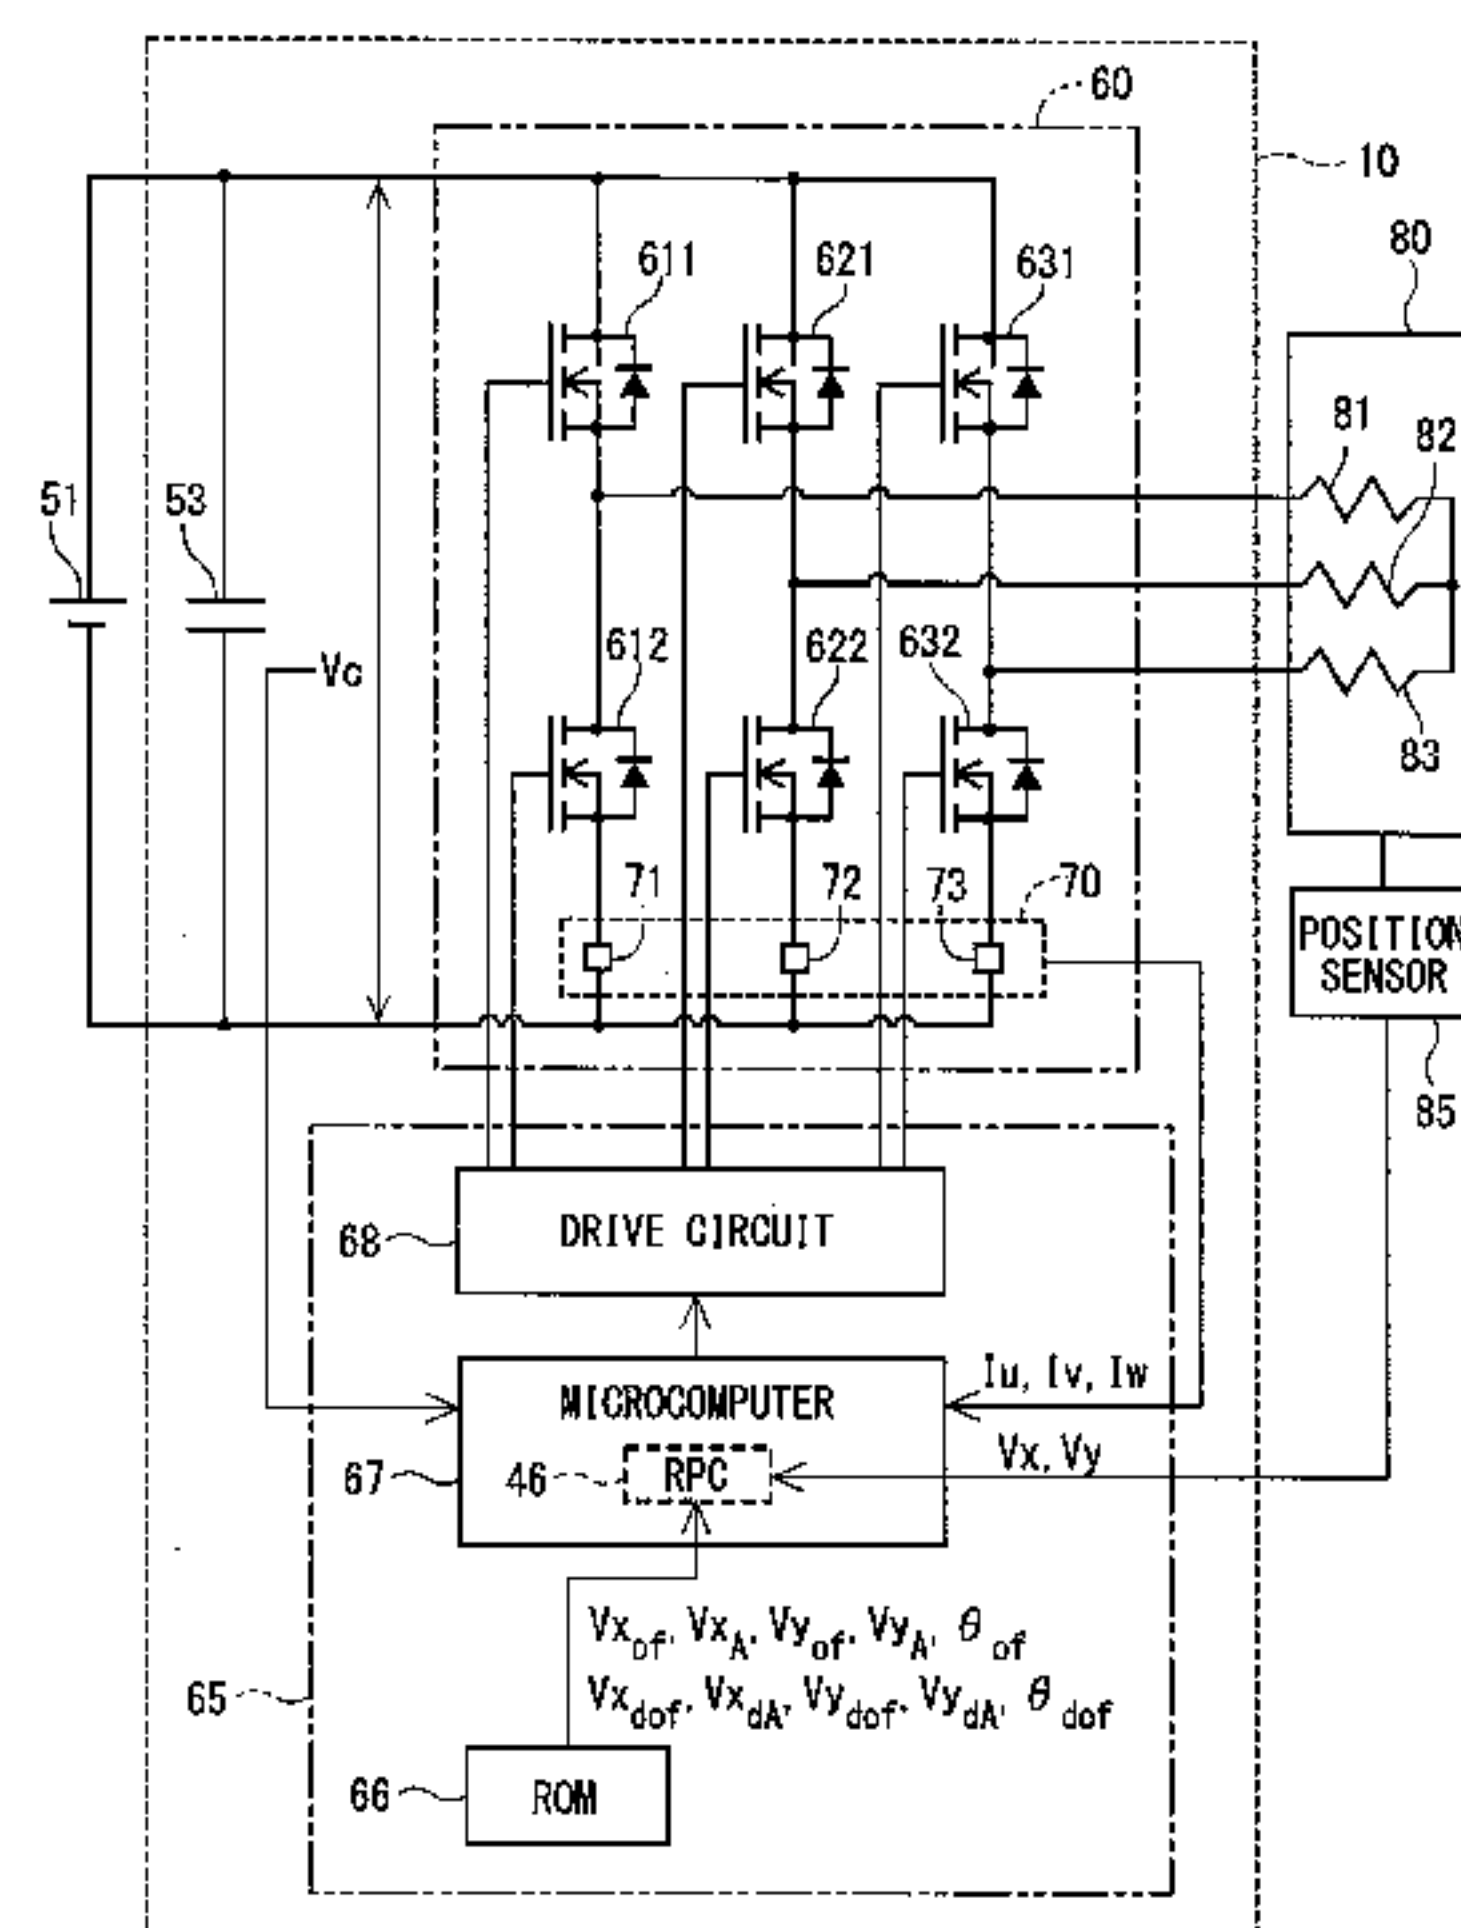 60
10
80
611
621
631
81
82
51
53
Vc
612
622
632
83
71
72
73
70
POSITION
SENSOR
85
68
DRIVE CIRCUIT
Iu, Iv, Iw
MICROCOMPUTER
Vx, Vy
67
46
RPC
Vxof, VxA, Vyof, VyA, θof
Vxdof, VxdA, Vydof, VydA, θdof
65
66
ROM